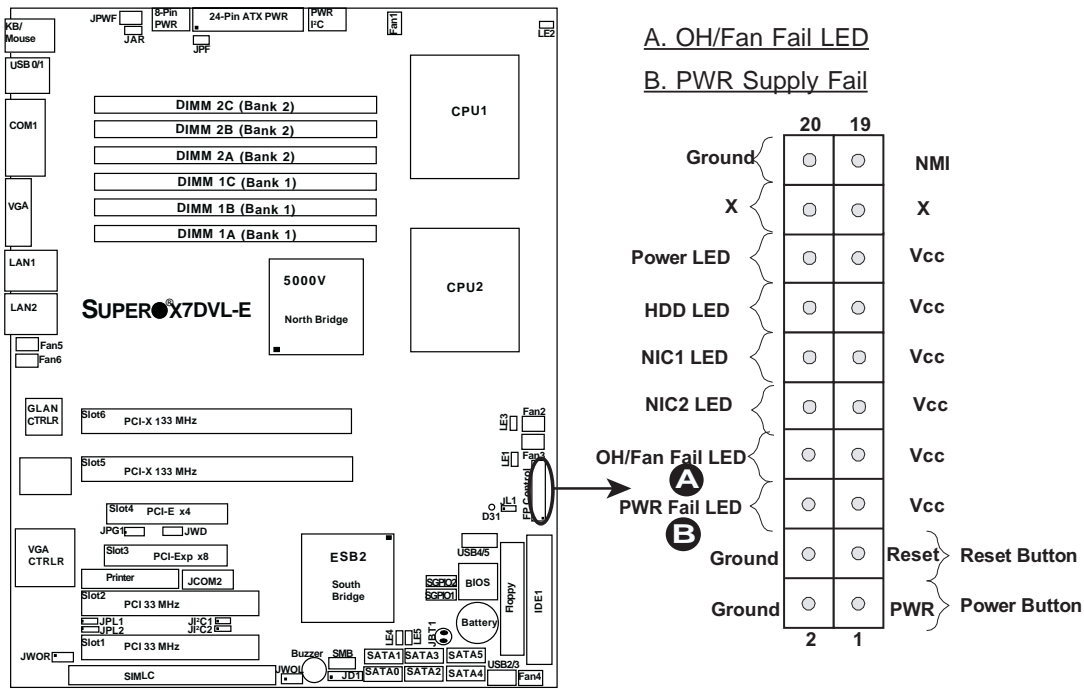 KB/
Mouse
JPWF
JAR
8-Pin
PWR
24-Pin ATX PWR
JPF
PWR
I²C
Fan1
LE2
USB 0/1
COM1
VGA
LAN1
LAN2
Fan5
Fan6
DIMM 2C (Bank 2)
DIMM 2B (Bank 2)
DIMM 2A (Bank 2)
DIMM 1C (Bank 1)
DIMM 1B (Bank 1)
DIMM 1A (Bank 1)
CPU1
CPU2
5000V
North Bridge
SUPER●®X7DVL-E
GLAN
CTRLR
Slot6
PCI-X 133 MHz
Slot5
PCI-X 133 MHz
Slot4
PCI-E x4
JPG1
JWD
Slot3
PCI-Exp x8
VGA
CTRLR
Printer
JCOM2
Slot2
PCI 33 MHz
JPL1
JPL2
JI²C1
JI²C2
Slot1
PCI 33 MHz
JWOR
SIMLC
ESB2
South
Bridge
LE3
Fan2
Fan3
LE1
FP Control
JL1
D31
USB4/5
SGPIO2
SGPIO1
BIOS
Floppy
IDE1
Battery
JBT1
LE4
LE5
Buzzer
SMB
JWOL
JD1
SATA1
SATA3
SATA5
SATA0
SATA2
SATA4
USB2/3
Fan4
A. OH/Fan Fail LED
B. PWR Supply Fail
20 19
Ground NMI
X X
Power LED Vcc
HDD LED Vcc
NIC1 LED Vcc
NIC2 LED Vcc
OH/Fan Fail LED Vcc
A
PWR Fail LED Vcc
B
Ground Reset Reset Button
Ground PWR Power Button
2 1